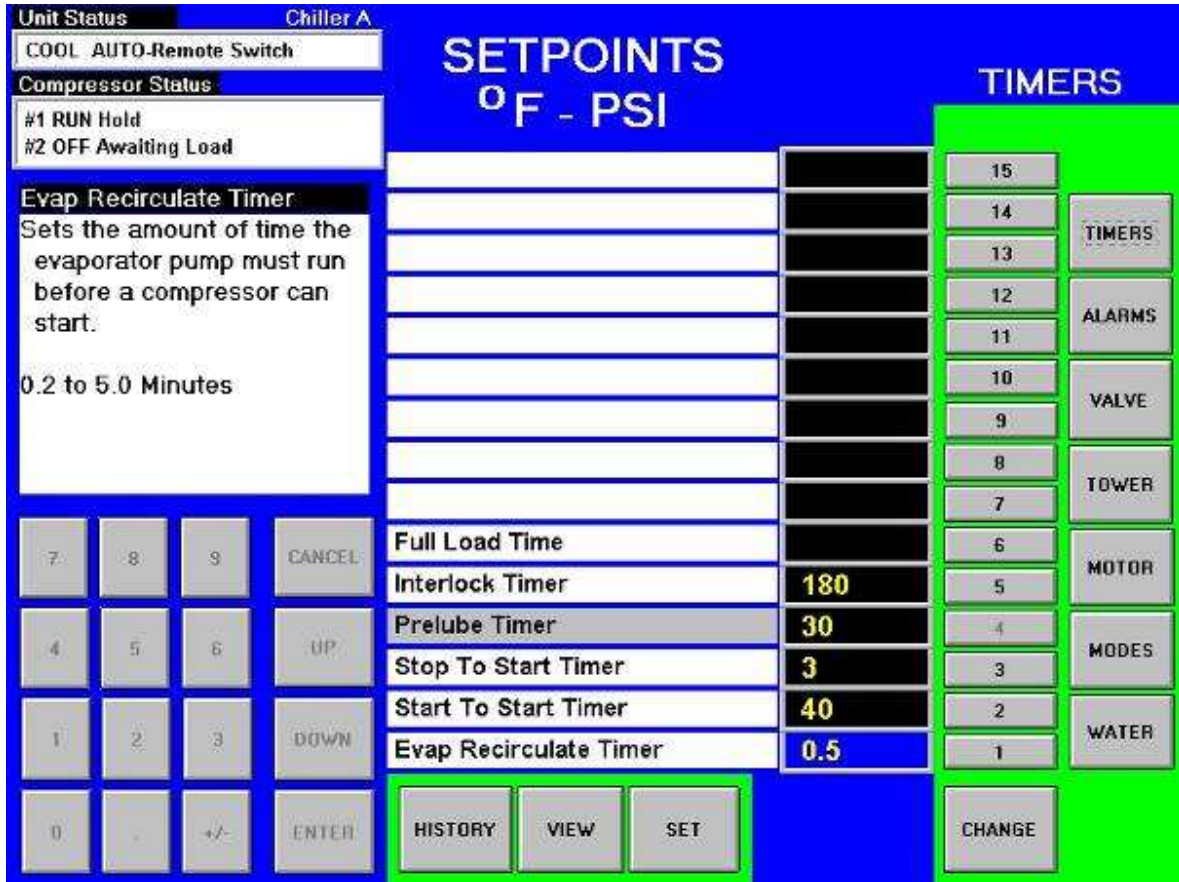 Unit Status Chiller A
COOL AUTO-Remote Switch
Compressor Status
#1 RUN Hold
#2 OFF Awaiting Load
Evap Recirculate Timer
Sets the amount of time the
evaporator pump must run
before a compressor can
start.
0.2 to 5.0 Minutes
7 8 9 CANCEL
4 5 6 UP
1 2 3 DOWN
0 . +/- ENTER
SETPOINTS
ºF - PSI
Full Load Time
Interlock Timer 180
Prelube Timer 30
Stop To Start Timer 3
Start To Start Timer 40
Evap Recirculate Timer 0.5
HISTORY VIEW SET
TIMERS
15
14
13
12
11
10
9
8
7
6
5
4
3
2
1
CHANGE
TIMERS
ALARMS
VALVE
TOWER
MOTOR
MODES
WATER